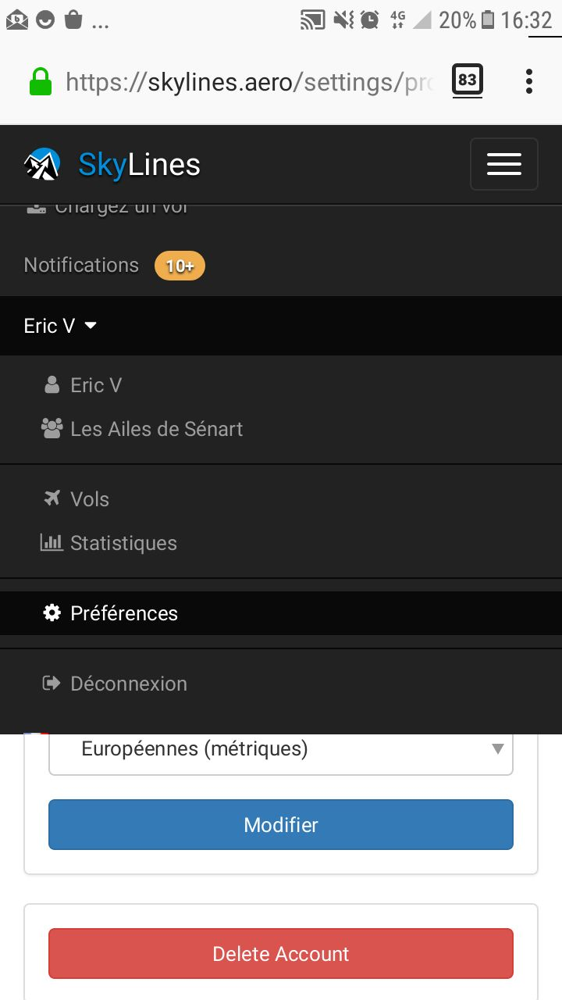 ... 4G 20% 16:32
https://skylines.aero/settings/pro 83
SkyLines
Chargez un vol
Notifications 10+
Eric V
Eric V
Les Ailes de Sénart
Vols
Statistiques
Préférences
Déconnexion
Européennes (métriques)
Modifier
Delete Account